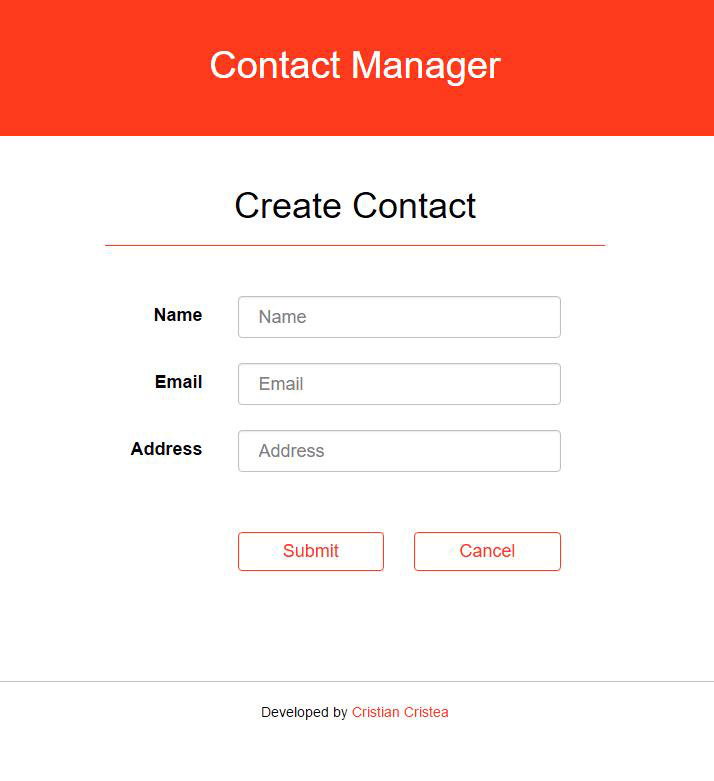 Contact Manager
Create Contact
Name Name
Email Email
Address Address
Submit Cancel
Developed by Cristian Cristea